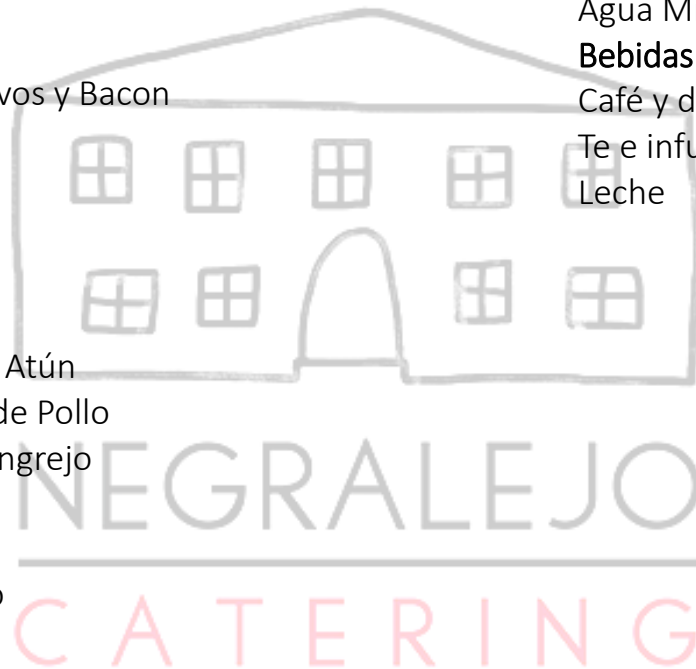 vos y Bacon
Atún
de Pollo
ngrejo
o
Agua M
Bebidas
Café y d
Te e infu
Leche
NEGRALEJO
CATERING